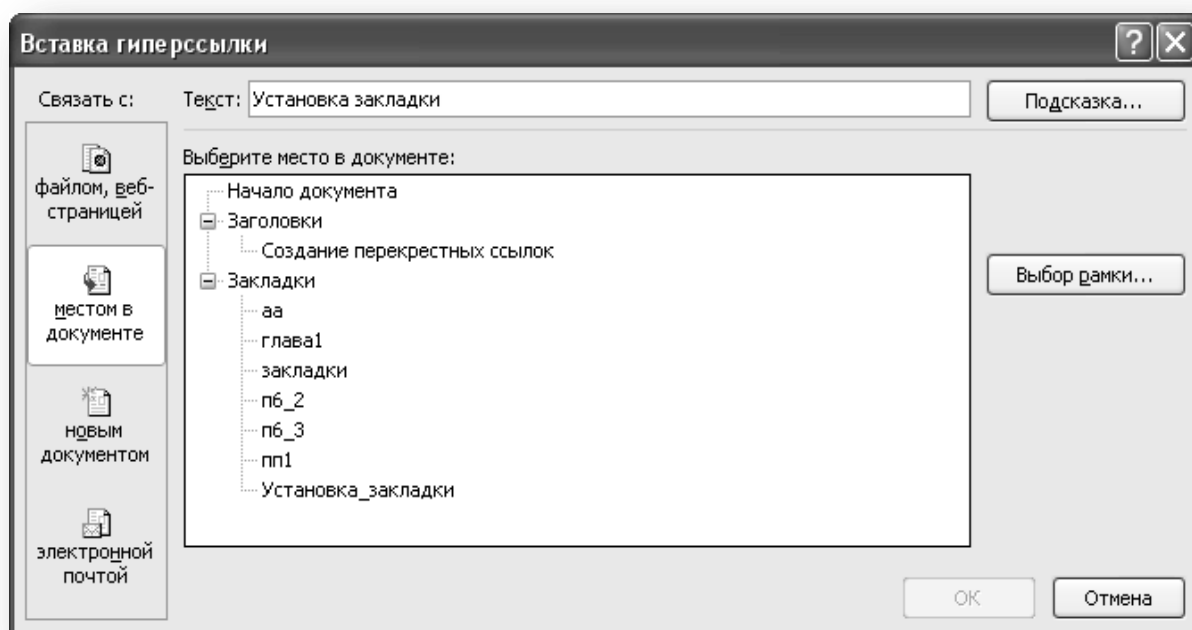 Вставка гиперссылки
Связать с:
Текст: Установка закладки
Подсказка...
файлом, веб-
страницей
местом в
документе
новым
документом
электронной
почтой
Выберите место в документе:
Начало документа
Заголовки
Создание перекрестных ссылок
Закладки
аа
глава1
закладки
п6_2
п6_3
пп1
Установка_закладки
Выбор рамки...
ОК
Отмена